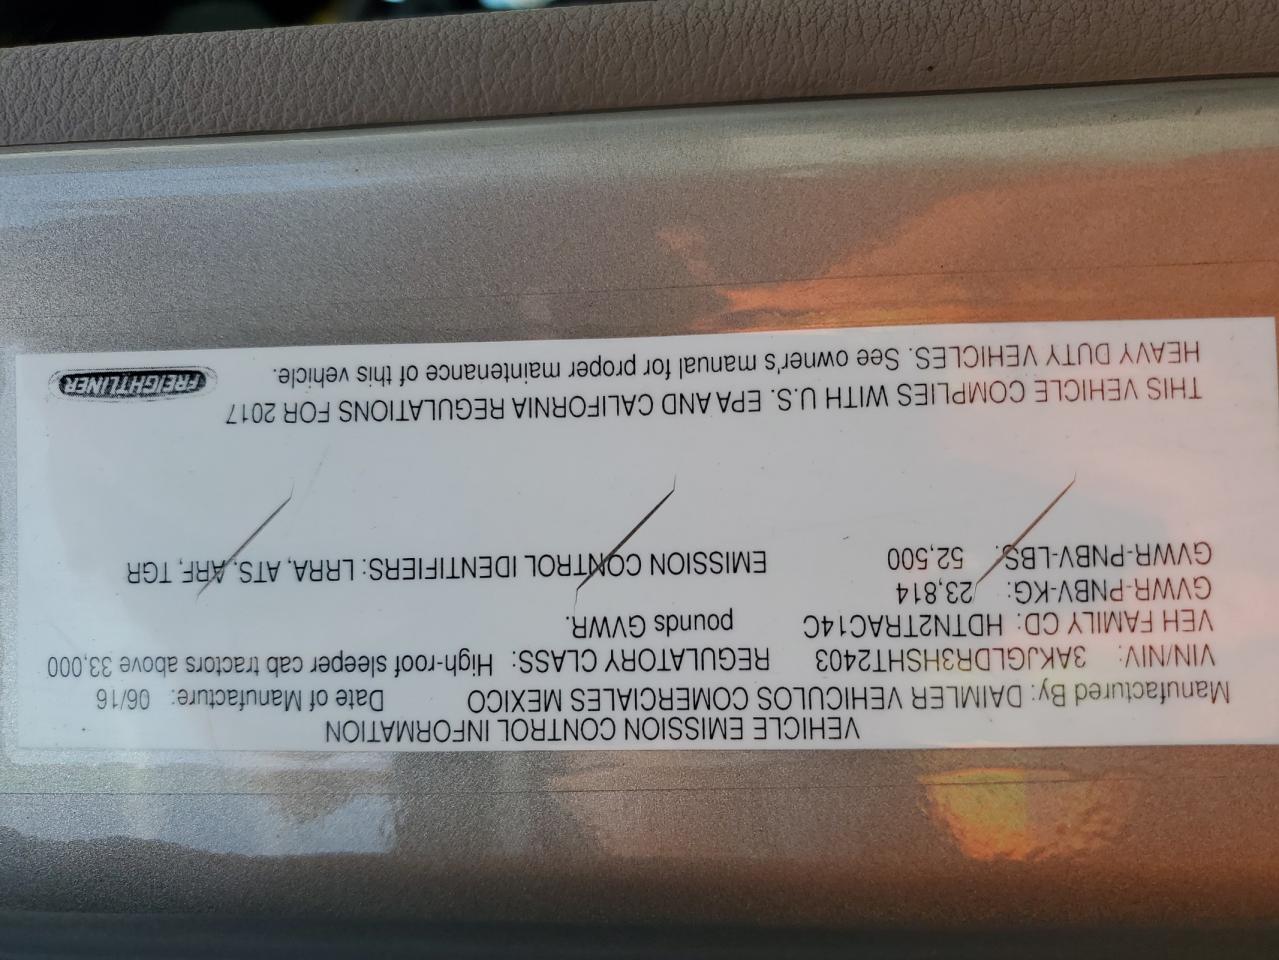 VEHICLE EMISSION CONTROL INFORMATION
Manufactured By: DAIMLER VEHICULOS COMERCIALES MEXICO Date of Manufacture: 06/16
VIN/NIV: 3AKJGLDR3HSHT2403 REGULATORY CLASS: High-roof sleeper cab tractors above 33,000
VEH FAMILY CD: HDTN2TRAC14C pounds GVWR.
GVWR-PNBV-KG: 23,814
GVWR-PNBV-LBS: 52,500 EMISSION CONTROL IDENTIFIERS: LRRA, ATS, ARF, TGR
THIS VEHICLE COMPLIES WITH U.S. EPA AND CALIFORNIA REGULATIONS FOR 2017
HEAVY DUTY VEHICLES. See owner's manual for proper maintenance of this vehicle.
FREIGHTLINER